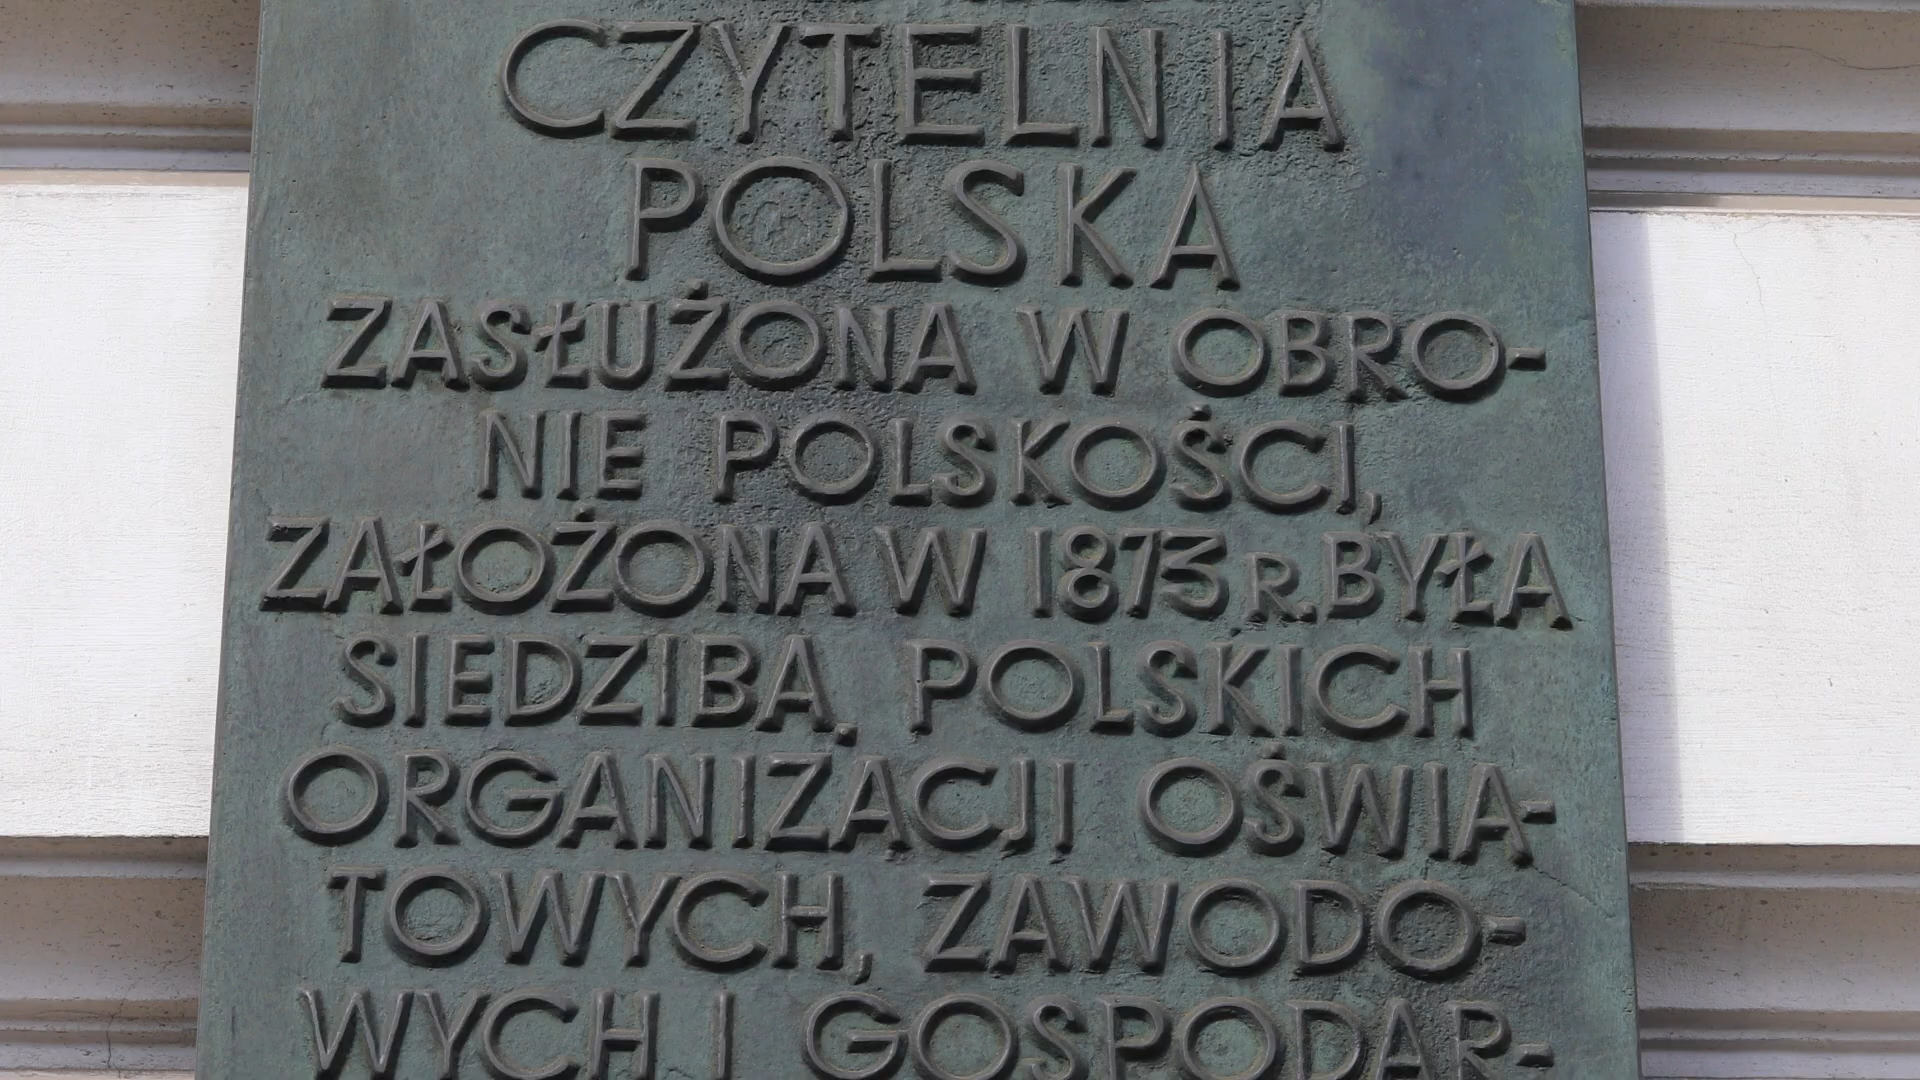 CZYTELNIA
POLSKA
ZASŁUŻONA W OBRO-
NIE POLSKOŚCI,
ZAŁOŻONA W 1873 R. BYŁA
SIEDZIBĄ POLSKICH
ORGANIZACJI OŚWIA-
TOWYCH, ZAWODO-
WYCH I GOSPODAR-